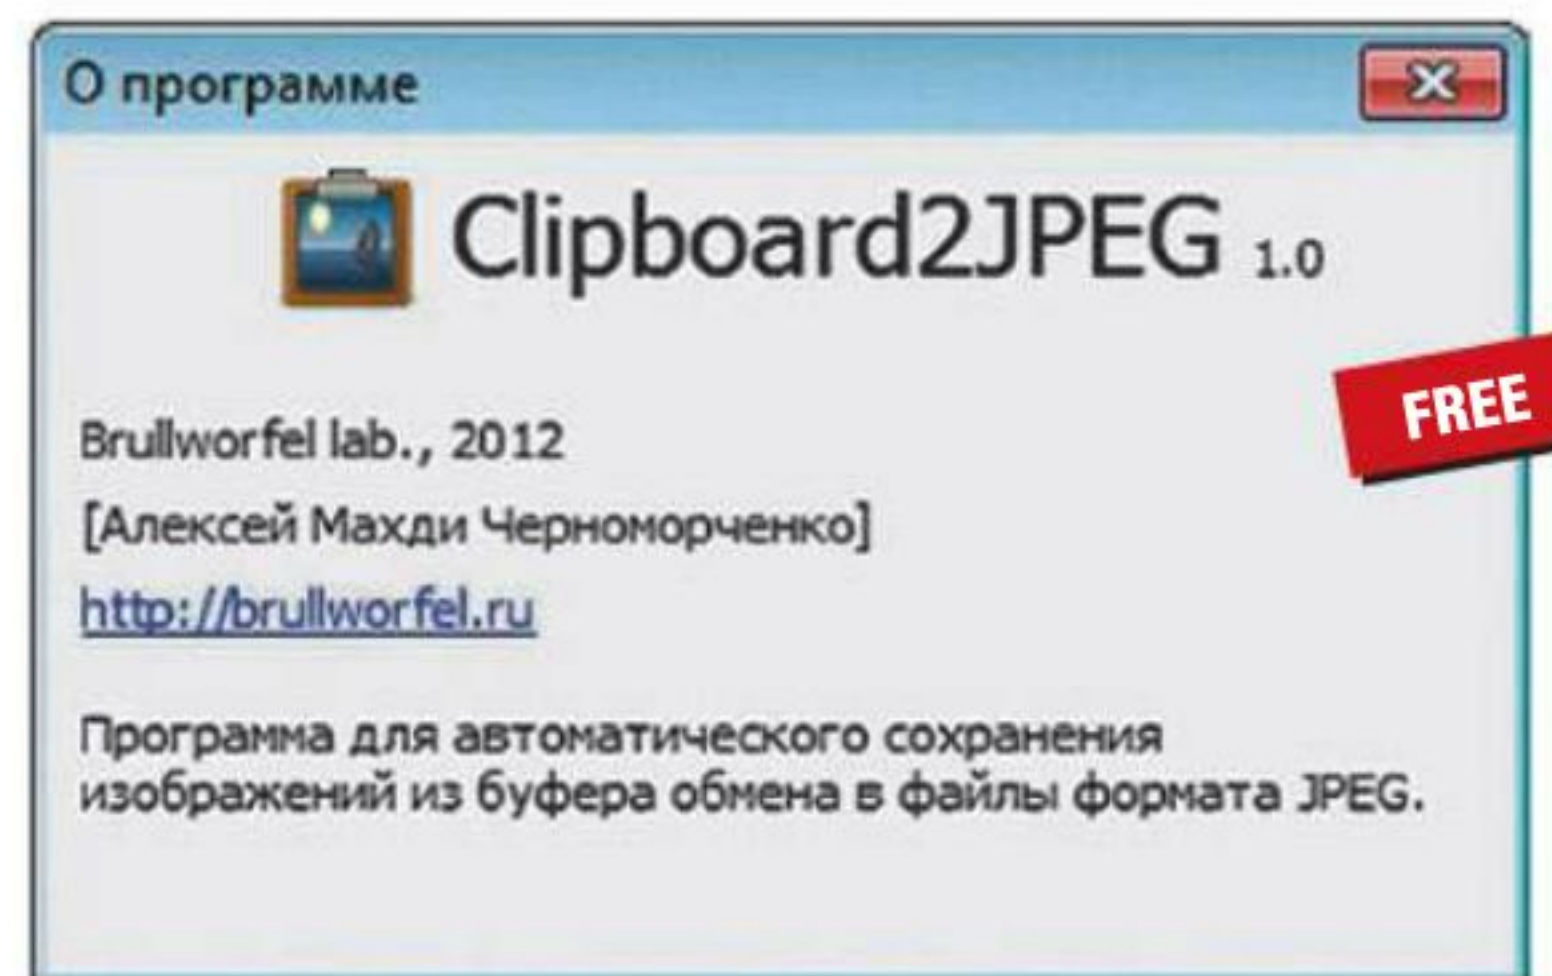 О программе
Clipboard2JPEG 1.0
FREE
Brullworfel lab., 2012
[Алексей Махди Черноморченко]
http://brullworfel.ru
Программа для автоматического сохранения
изображений из буфера обмена в файлы формата JPEG.